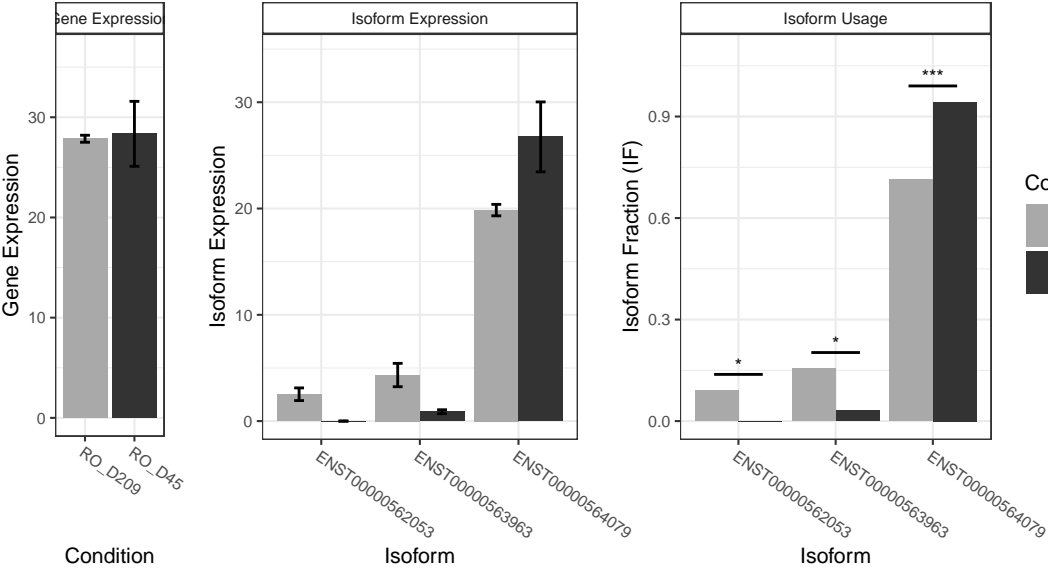 Gene Expression
Isoform Expression
Isoform Usage
Gene Expression
30
20
10
0
RO_D209
RO_D45
Condition
Isoform Expression
30
20
10
0
ENST00000562053
ENST00000563963
ENST00000564079
Isoform
Isoform Fraction (IF)
0.9
0.6
0.3
0.0
*
*
***
ENST00000562053
ENST00000563963
ENST00000564079
Isoform
Co